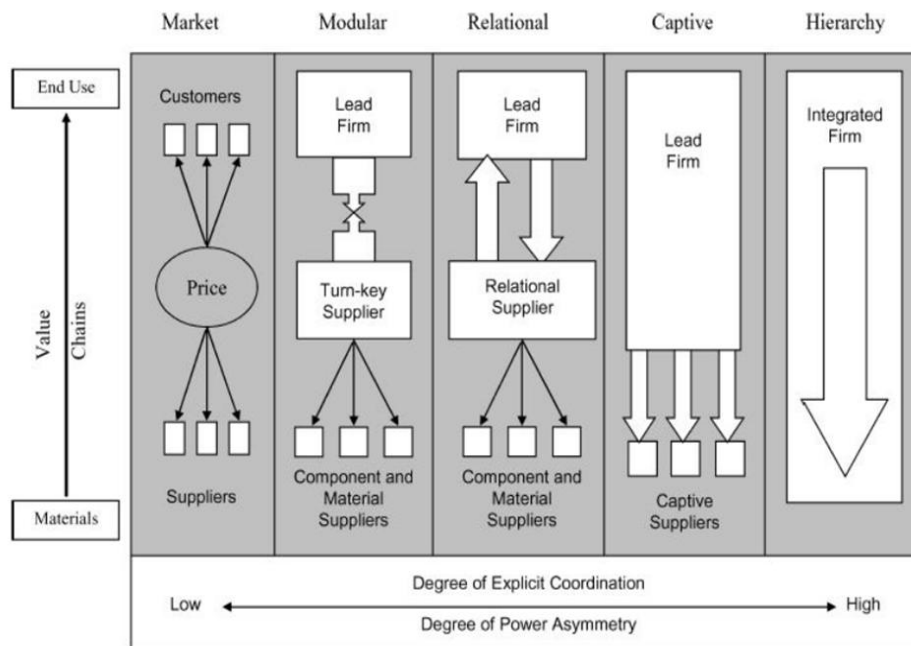 Market
Modular
Relational
Captive
Hierarchy
End Use
Value
Chains
Materials
Customers
Price
Suppliers
Lead
Firm
Turn-key
Supplier
Component and
Material
Suppliers
Lead
Firm
Relational
Supplier
Component and
Material
Suppliers
Lead
Firm
Captive
Suppliers
Integrated
Firm
Degree of Explicit Coordination
Low
High
Degree of Power Asymmetry